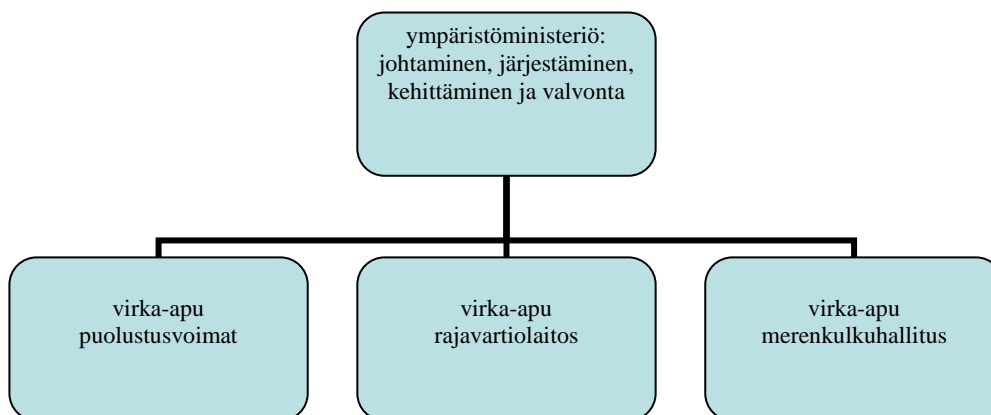 ympäristöministeriö:
johtaminen, järjestäminen,
kehittäminen ja valvonta
virka-apu
puolustusvoimat
virka-apu
rajavartiolaitos
virka-apu
merenkulkuhallitus